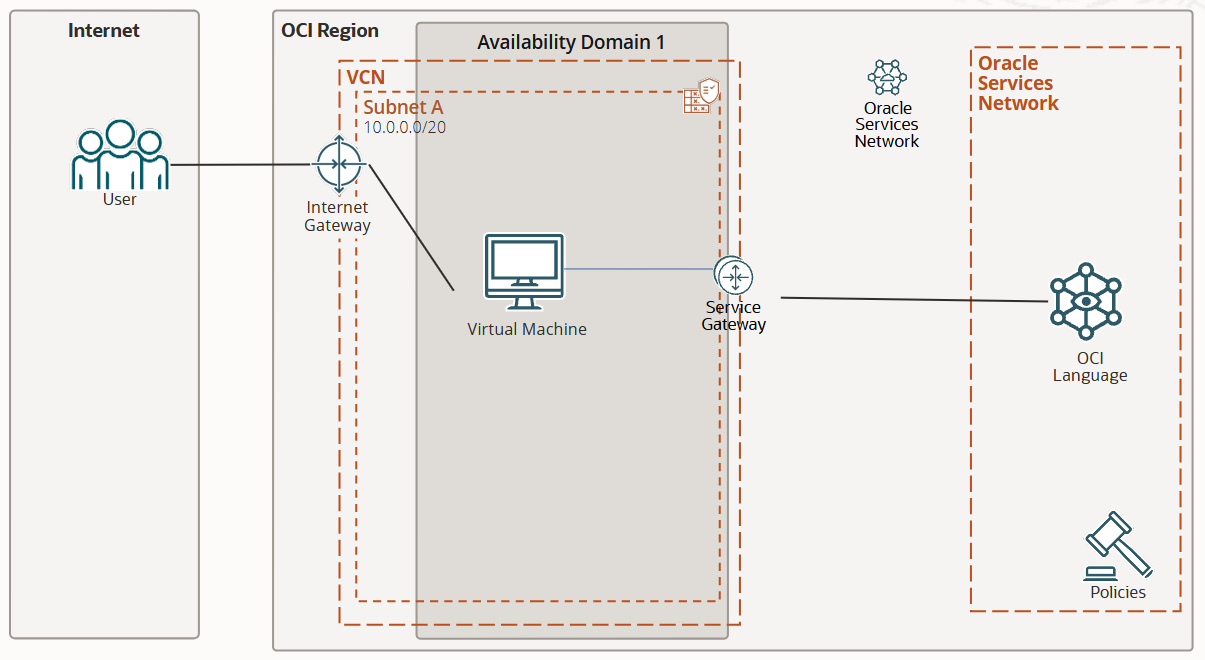 Internet
User
OCI Region
Availability Domain 1
VCN
Subnet A
10.0.0.0/20
Internet
Gateway
Virtual Machine
Service
Gateway
Oracle
Services
Network
Oracle
Services
Network
OCI
Language
Policies